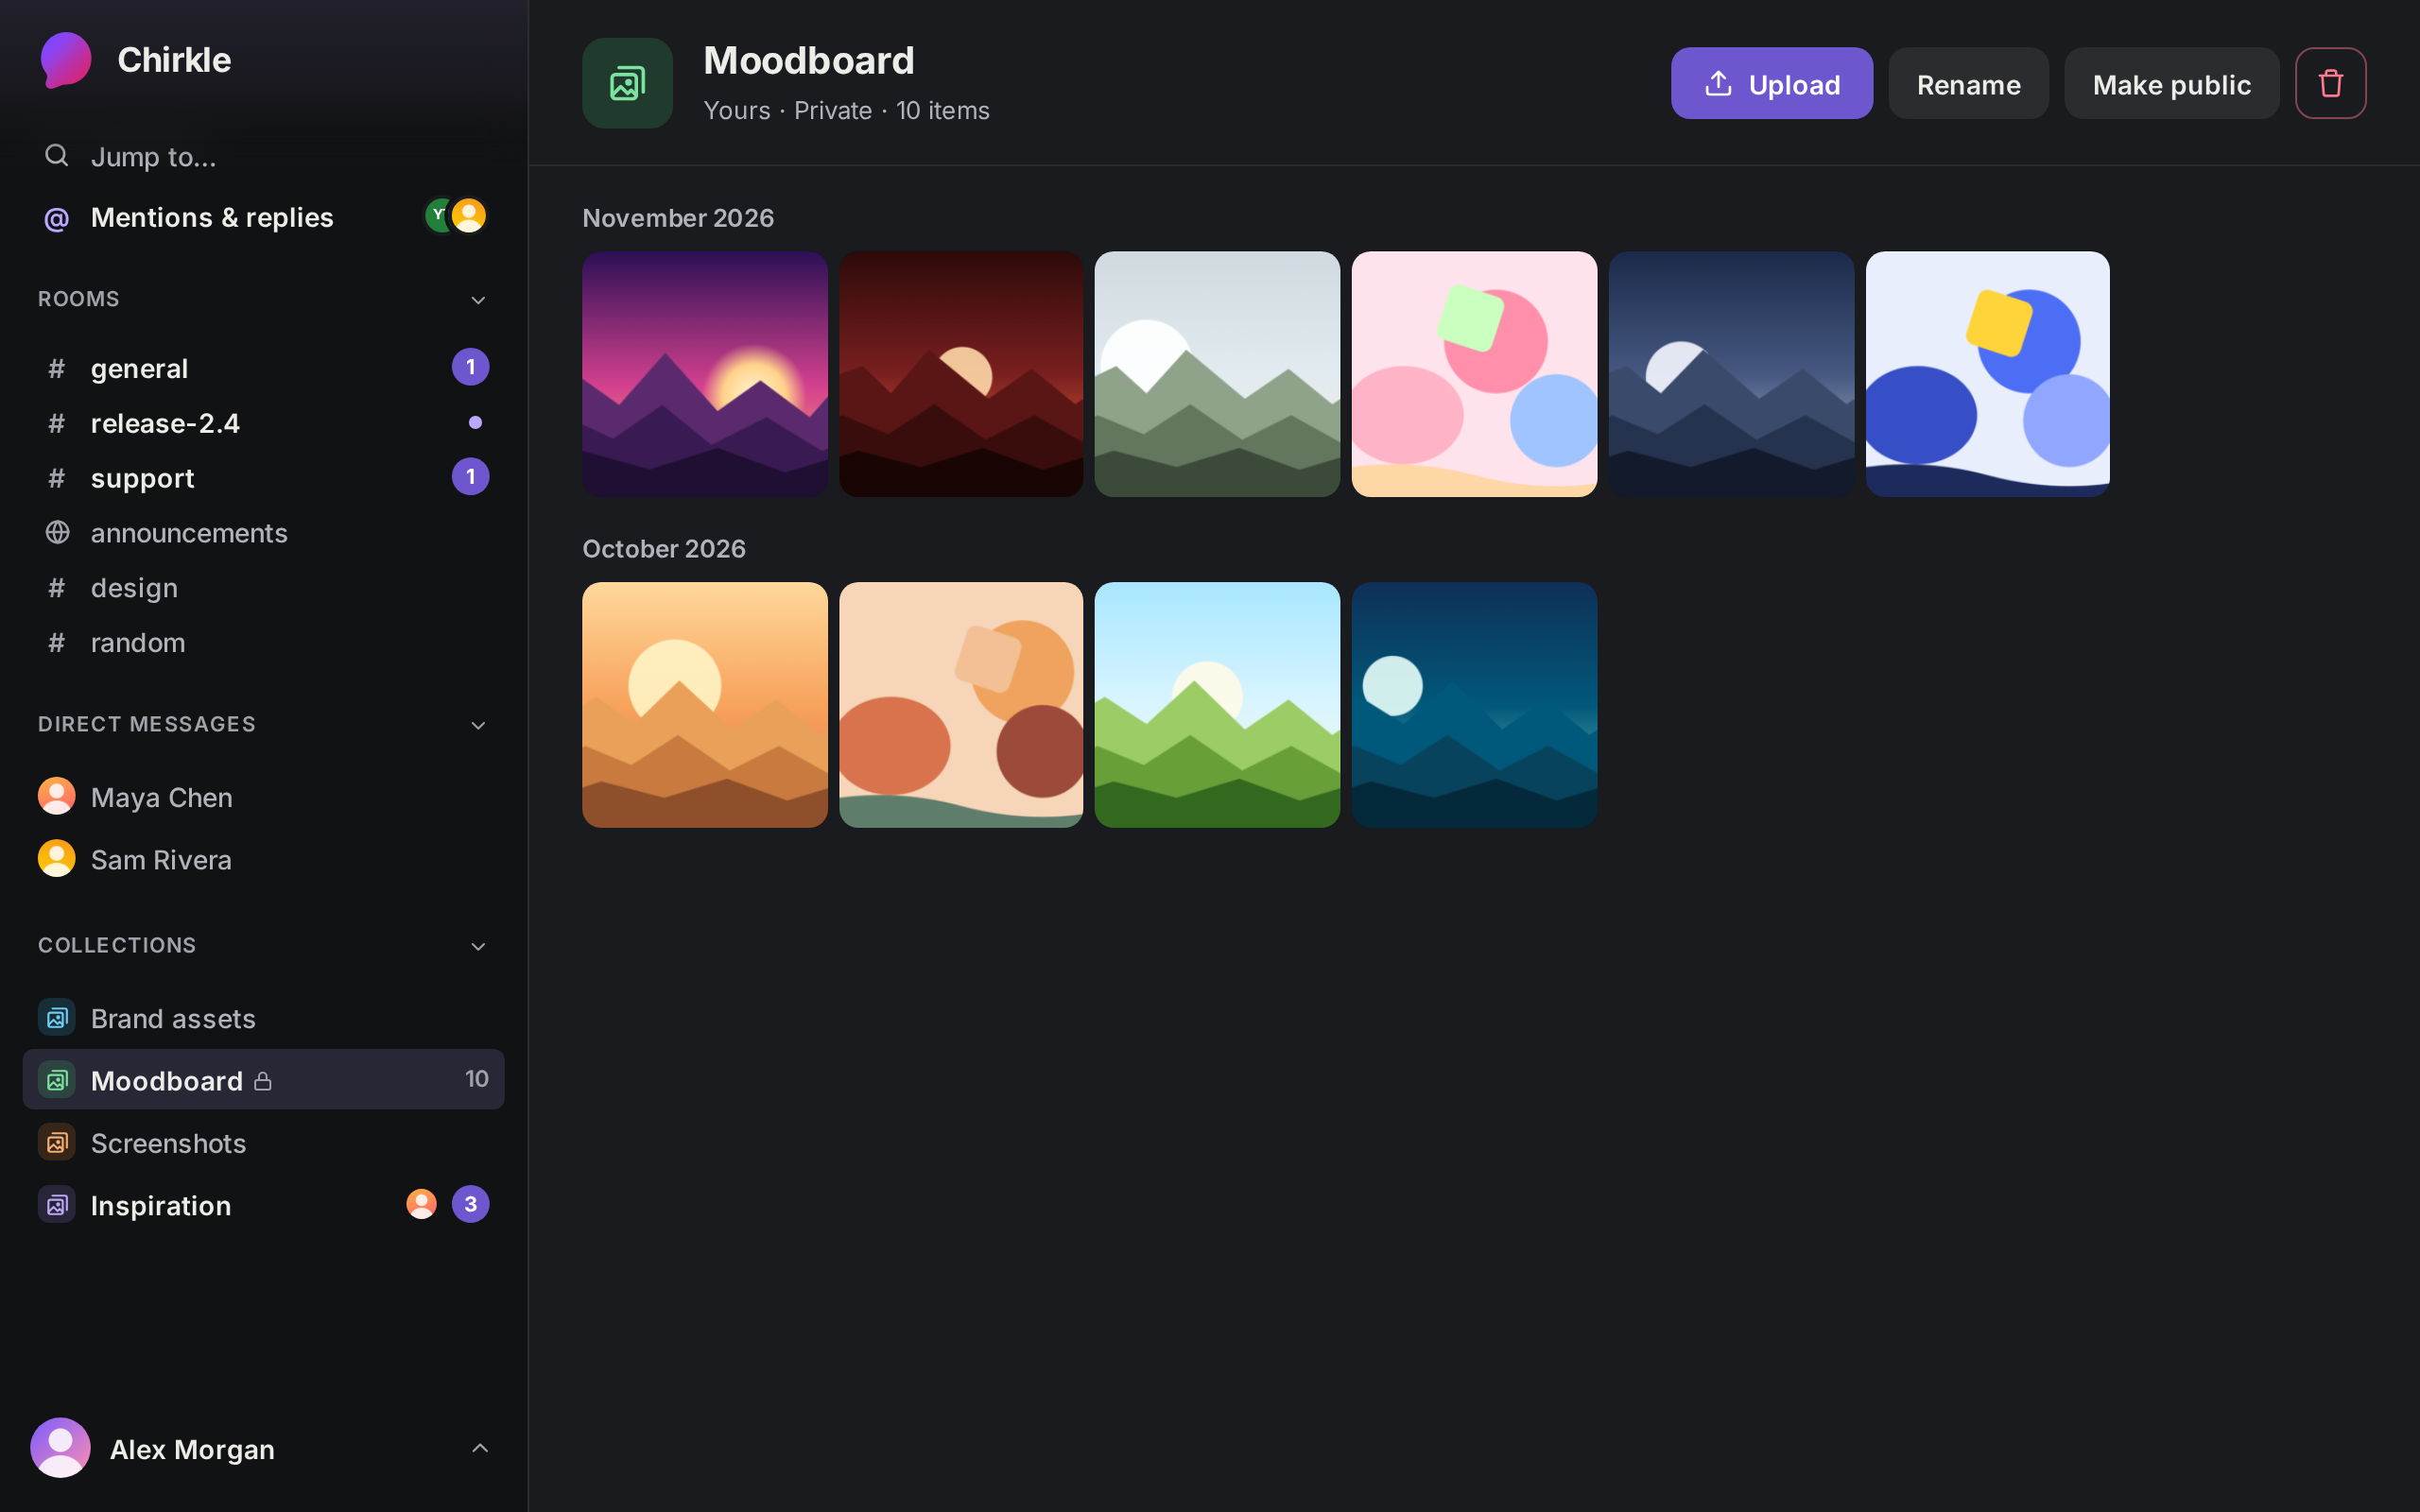 Chirkle
Jump to...
@ Mentions & replies
ROOMS
# general 1
# release-2.4
# support 1
announcements
# design
# random
DIRECT MESSAGES
Maya Chen
Sam Rivera
COLLECTIONS
Brand assets
Moodboard 10
Screenshots
Inspiration 3
Alex Morgan
Moodboard
Yours · Private · 10 items
Upload
Rename
Make public
November 2026
October 2026